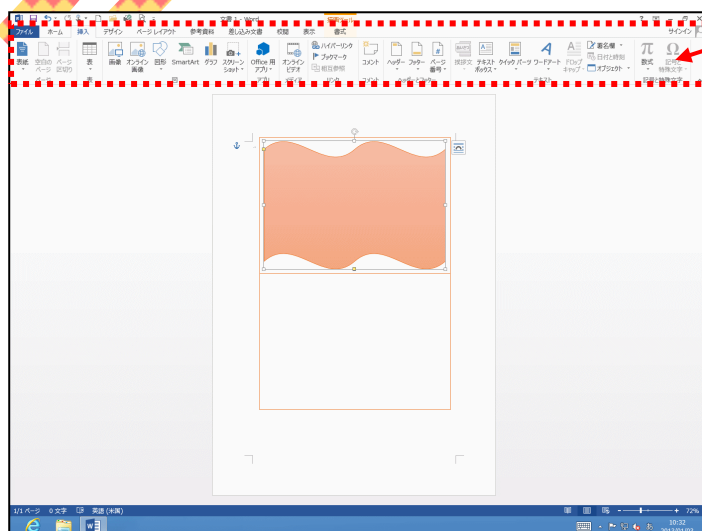 文書 1 - Word
描画ツール
ファイル ホーム 挿入 デザイン ページ レイアウト 参考資料 差し込み文書 校閲 表示 書式 サインイン
表紙 空白のページ ページ区切り 表 画像 オンライン画像 図形 SmartArt グラフ スクリーンショット Office 用アプリ オンラインビデオ ハイパーリンク ブックマーク 相互参照 コメント ヘッダー フッター ページ番号 挨拶文 テキストボックス クイック パーツ ワードアート ドロップキャップ 署名欄 日付と時刻 オブジェクト 数式 記号と特殊文字
ページ 表 図 アプリ メディア リンク コメント ヘッダーとフッター テキスト 記号と特殊文字
1/1 ページ 0 文字 英語 (米国) 72%
10:32